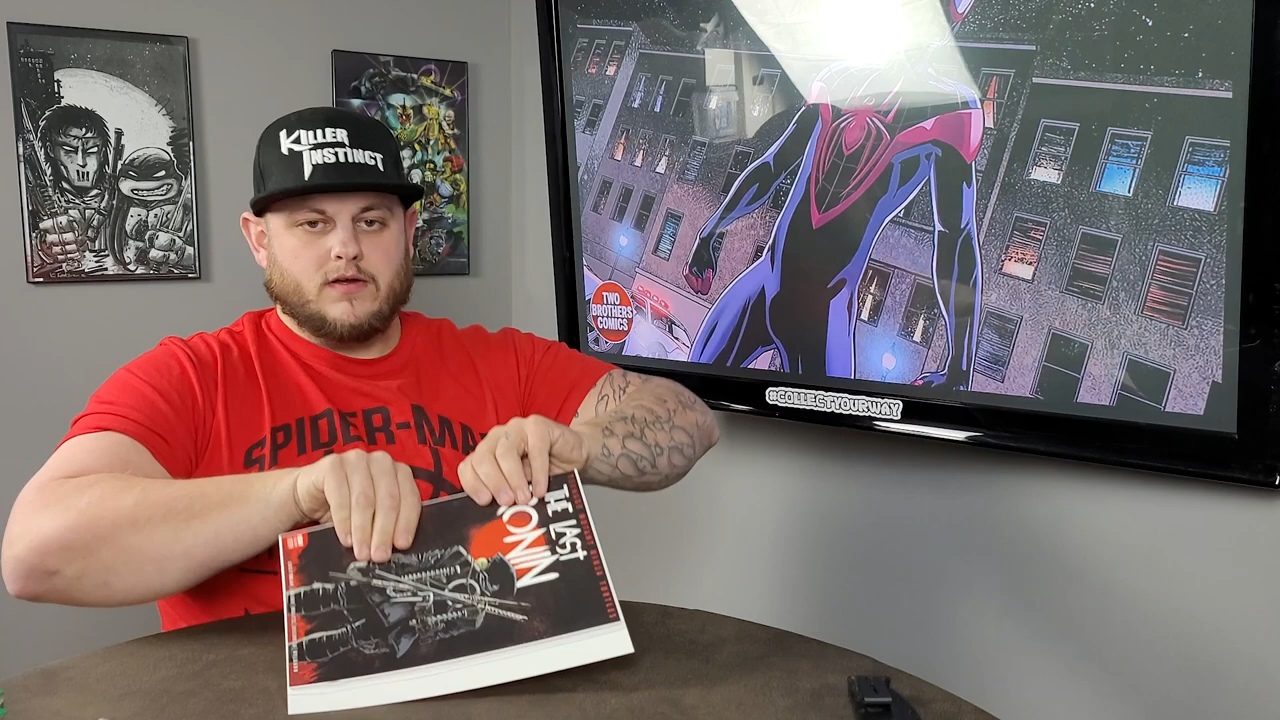 KILLER
INSTINCT
SPIDER-MA
THE LAST
RONIN
TWO
BROTHERS
COMICS
#COLLECTYOURWAY